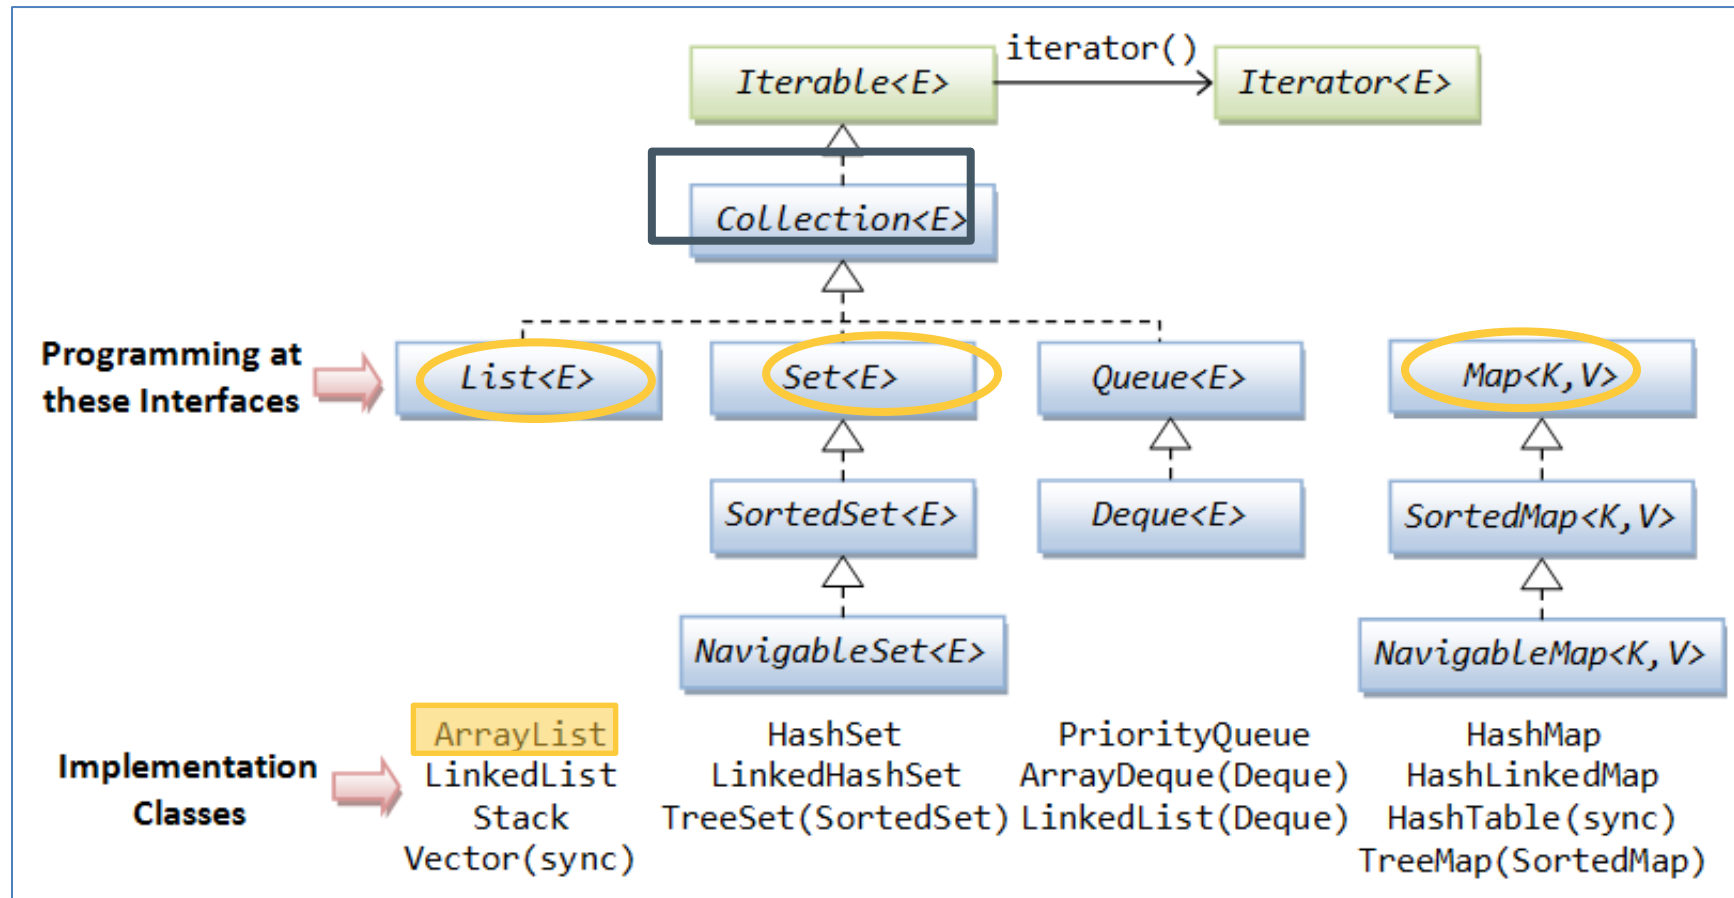 iterator()
Iterable<E>
Iterator<E>
Collection<E>
Programming at
these Interfaces
List<E>
Set<E>
Queue<E>
Map<K,V>
SortedSet<E>
Deque<E>
SortedMap<K,V>
NavigableSet<E>
NavigableMap<K,V>
Implementation
Classes
ArrayList
LinkedList
Stack
Vector(sync)
HashSet
LinkedHashSet
TreeSet(SortedSet)
PriorityQueue
ArrayDeque(Deque)
LinkedList(Deque)
HashMap
HashLinkedMap
HashTable(sync)
TreeMap(SortedMap)